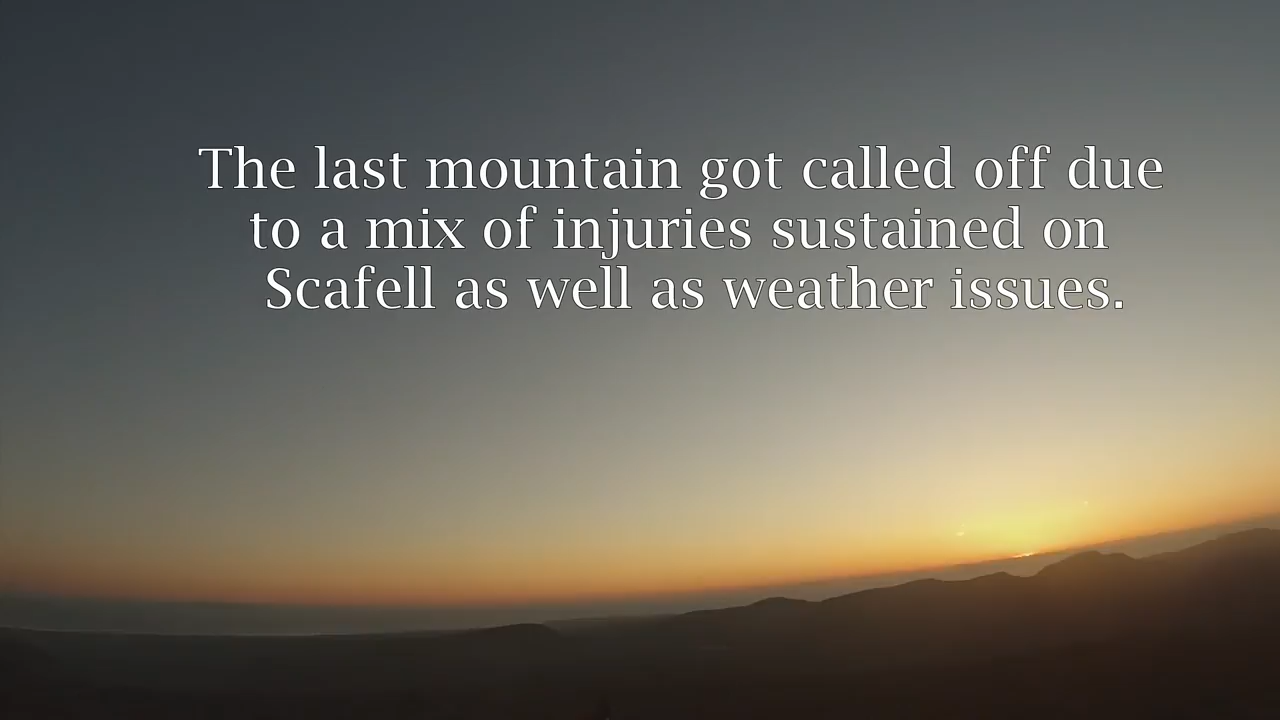 The last mountain got called off due
to a mix of injuries sustained on
Scafell as well as weather issues.